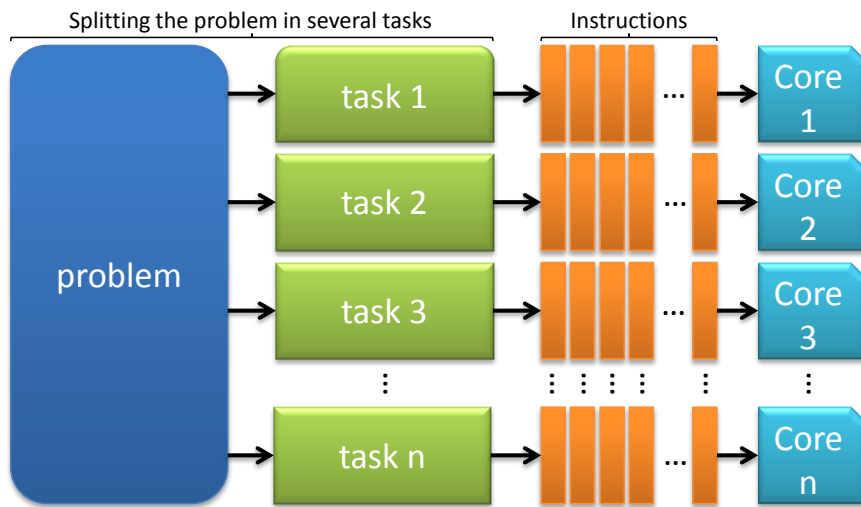 Splitting the problem in several tasks
Instructions
problem
task 1
...
Core
1
task 2
...
Core
2
task 3
...
Core
3
...
... ... ... ... ...
...
task n
...
Core
n